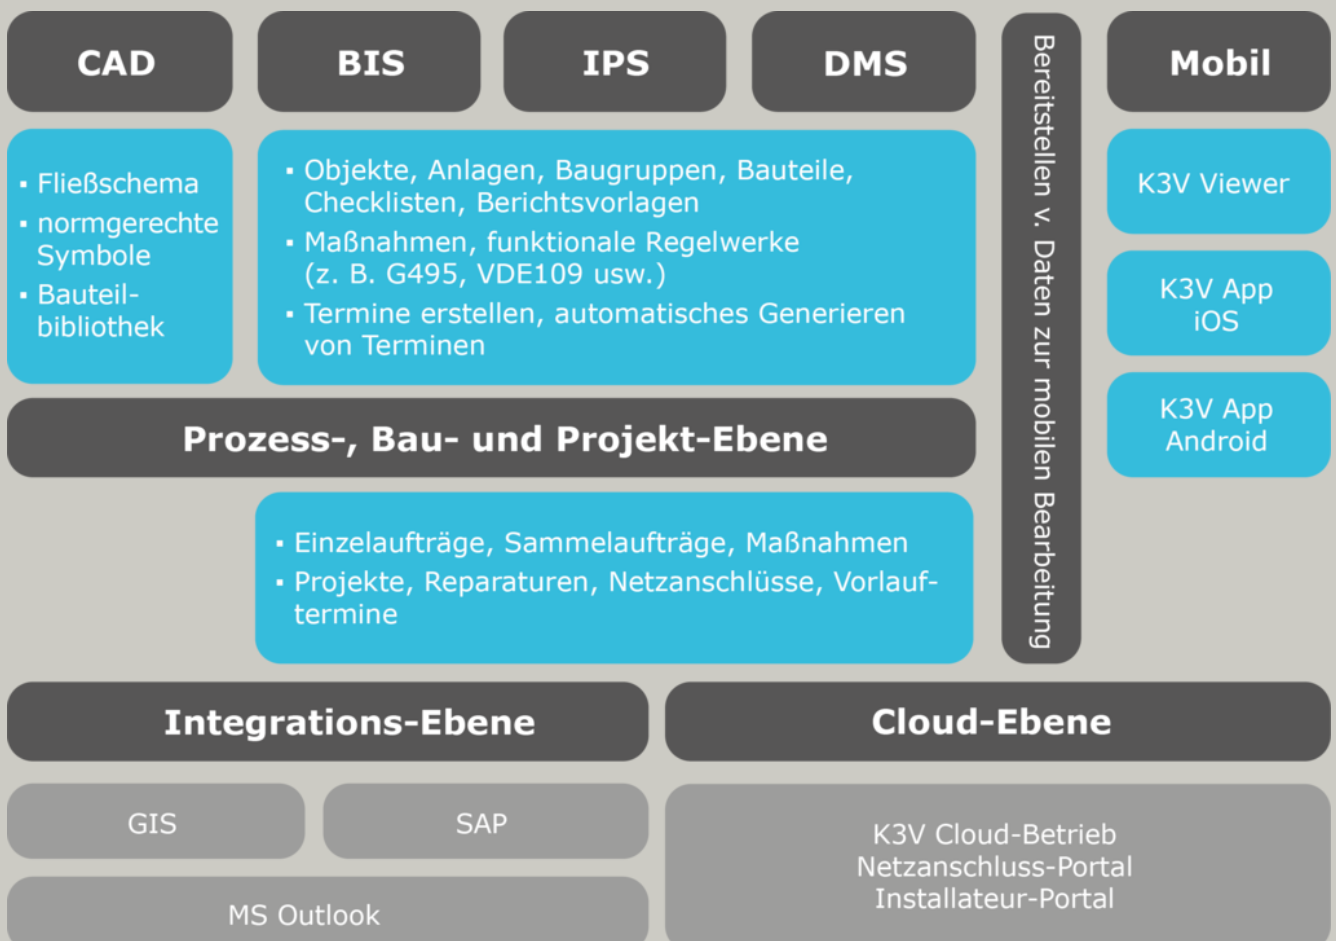 CAD
BIS
IPS
DMS
Mobil
▪ Fließschema
▪ normgerechte
Symbole
▪ Bauteil-
bibliothek
▪ Objekte, Anlagen, Baugruppen, Bauteile,
Checklisten, Berichtsvorlagen
▪ Maßnahmen, funktionale Regelwerke
(z. B. G495, VDE109 usw.)
▪ Termine erstellen, automatisches Generieren
von Terminen
Bereitstellen v. Daten zur mobilen Bearbeitung
K3V Viewer
K3V App
iOS
K3V App
Android
Prozess-, Bau- und Projekt-Ebene
▪ Einzelaufträge, Sammelaufträge, Maßnahmen
▪ Projekte, Reparaturen, Netzanschlüsse, Vorlauf-
termine
Integrations-Ebene
Cloud-Ebene
GIS
SAP
MS Outlook
K3V Cloud-Betrieb
Netzanschluss-Portal
Installateur-Portal